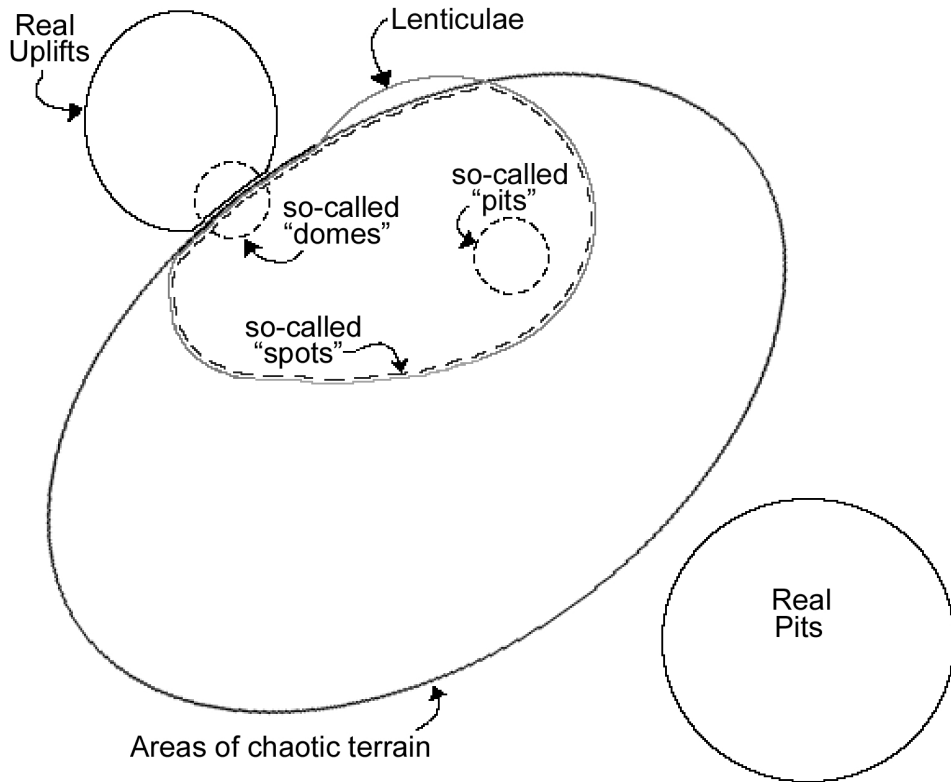 Real
Uplifts
Lenticulae
so-called
“pits”
so-called
“domes”
so-called
“spots”
Real
Pits
Areas of chaotic terrain